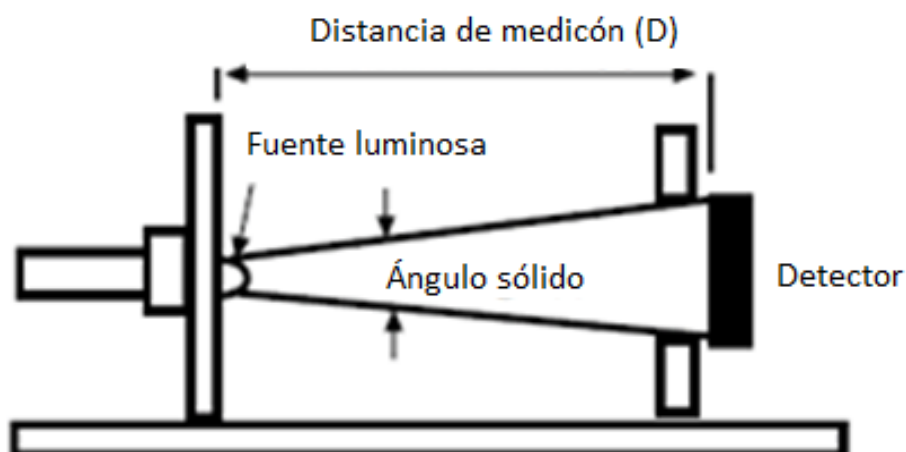 Distancia de medicón (D)
Fuente luminosa
Ángulo sólido
Detector